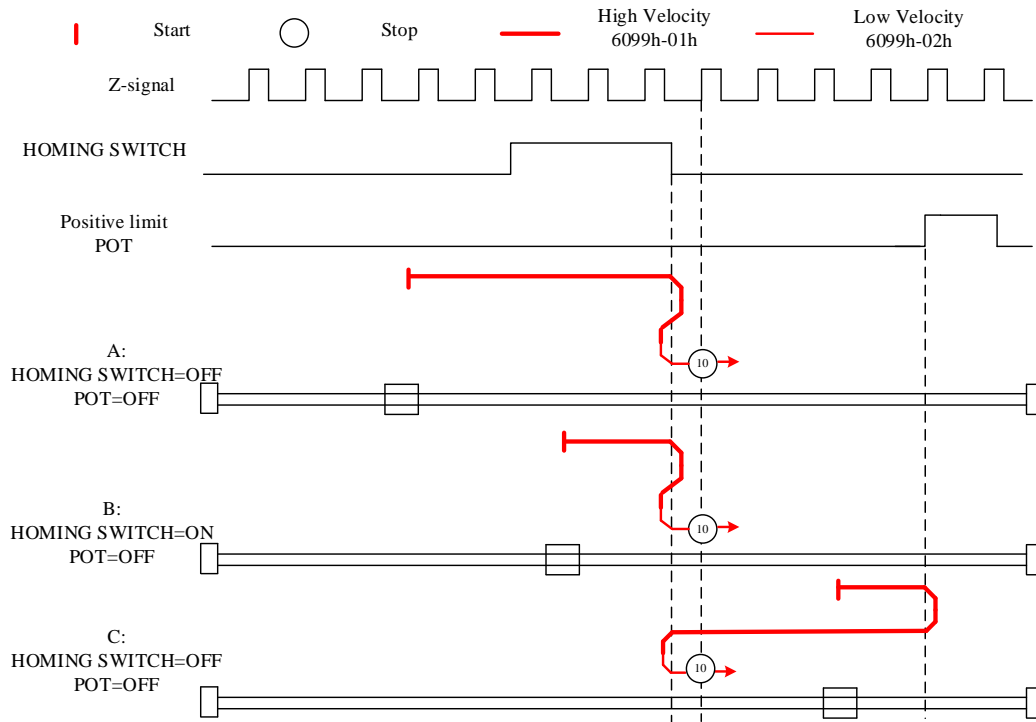 Start
Stop
High Velocity
6099h-01h
Low Velocity
6099h-02h
Z-signal
HOMING SWITCH
Positive limit
POT
A:
HOMING SWITCH=OFF
POT=OFF
10
B:
HOMING SWITCH=ON
POT=OFF
10
C:
HOMING SWITCH=OFF
POT=OFF
10